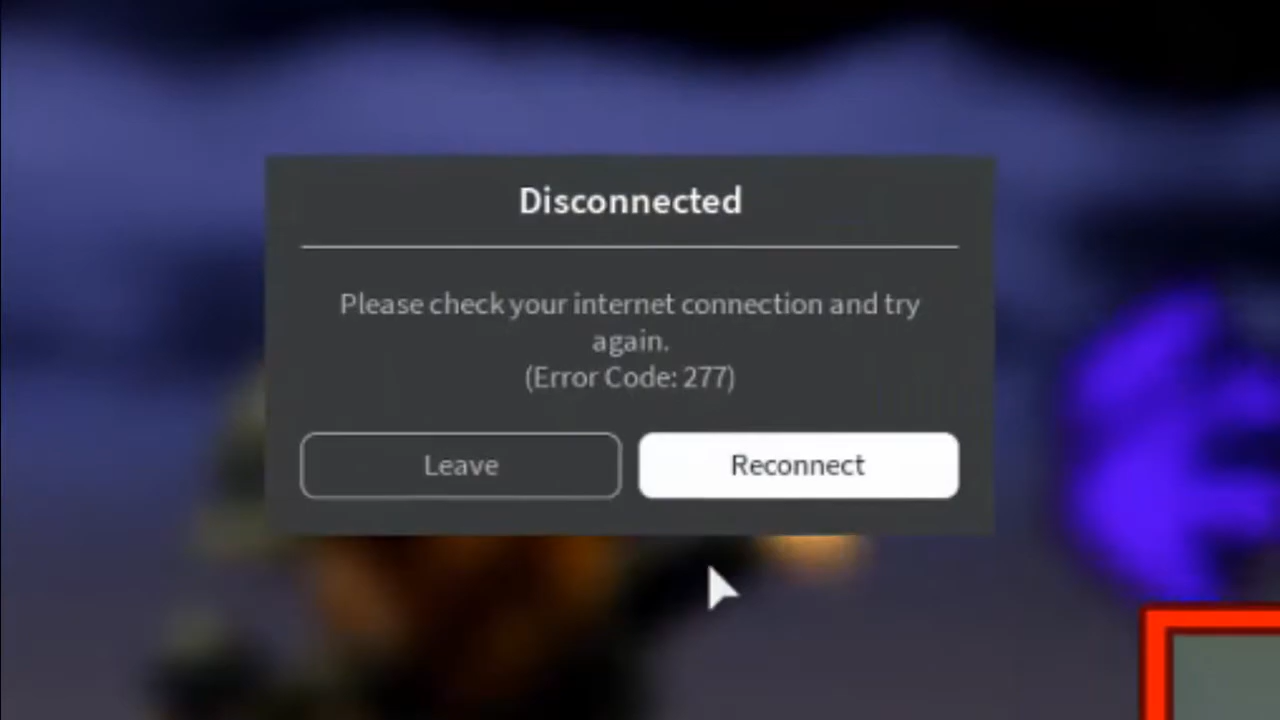 Disconnected
Please check your internet connection and try
again.
(Error Code: 277)
Leave
Reconnect